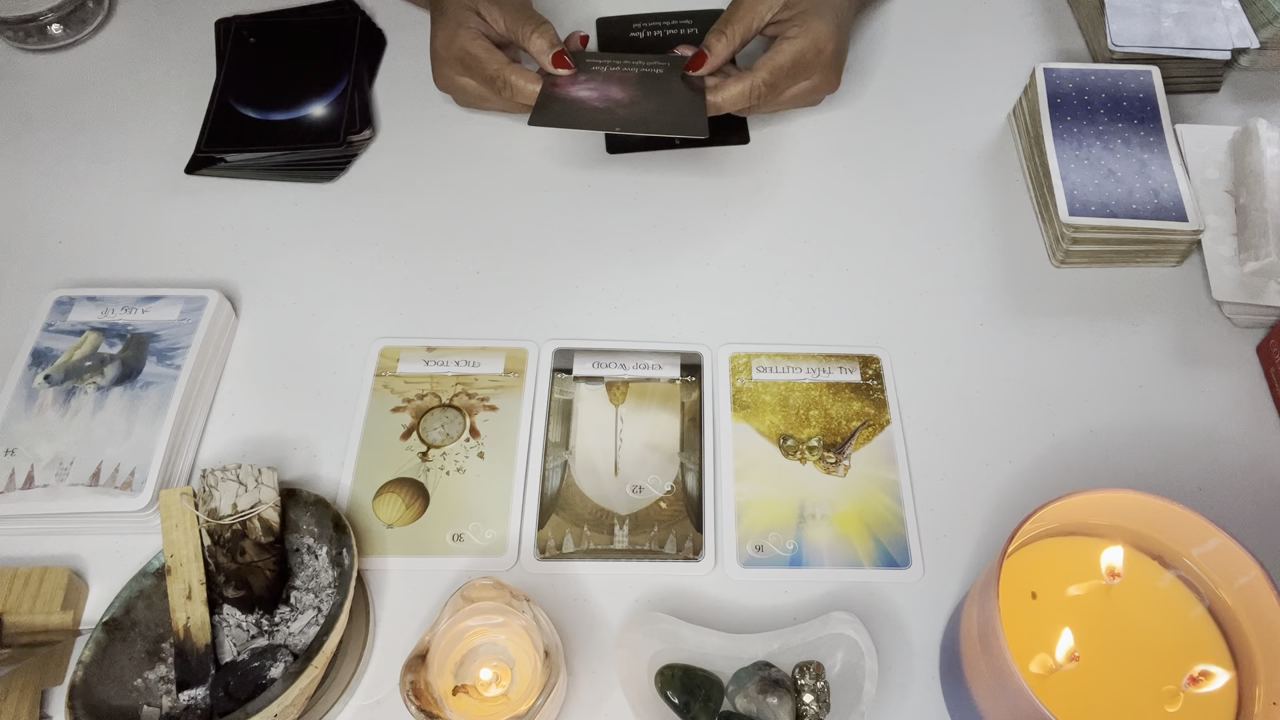 Let it out, let it flow
Open up the heart to feel
Shine love on fear
A LEG UP
34
TICK-TOCK
30
CHOP WOOD
42
ALL THAT GLITTERS
16